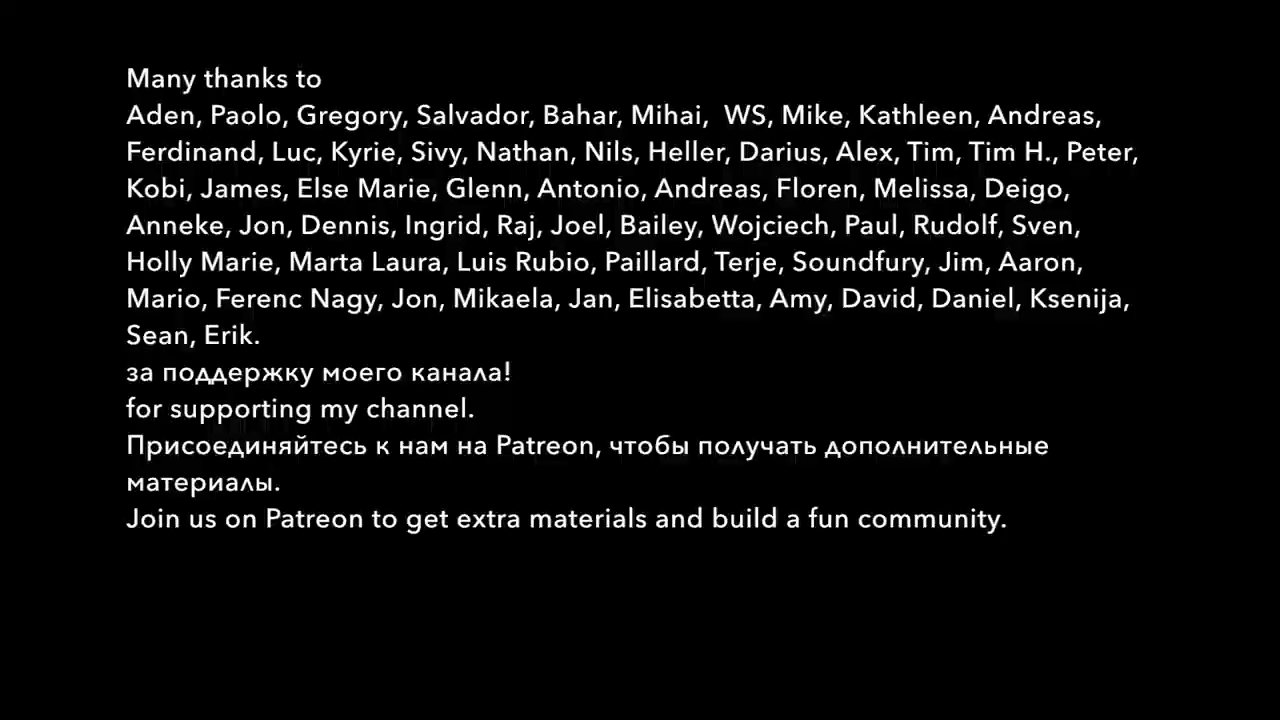 Many thanks to
Aden, Paolo, Gregory, Salvador, Bahar, Mihai,  WS, Mike, Kathleen, Andreas,
Ferdinand, Luc, Kyrie, Sivy, Nathan, Nils, Heller, Darius, Alex, Tim, Tim H., Peter,
Kobi, James, Else Marie, Glenn, Antonio, Andreas, Floren, Melissa, Deigo,
Anneke, Jon, Dennis, Ingrid, Raj, Joel, Bailey, Wojciech, Paul, Rudolf, Sven,
Holly Marie, Marta Laura, Luis Rubio, Paillard, Terje, Soundfury, Jim, Aaron,
Mario, Ferenc Nagy, Jon, Mikaela, Jan, Elisabetta, Amy, David, Daniel, Ksenija,
Sean, Erik.
за поддержку моего канала!
for supporting my channel.
Присоединяйтесь к нам на Patreon, чтобы получать дополнительные
материалы.
Join us on Patreon to get extra materials and build a fun community.